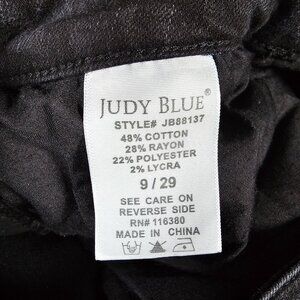 JUDY BLUE®
STYLE# JB88137
48% COTTON
28% RAYON
22% POLYESTER
2% LYCRA
9 / 29
SEE CARE ON
REVERSE SIDE
RN# 116380
MADE IN CHINA